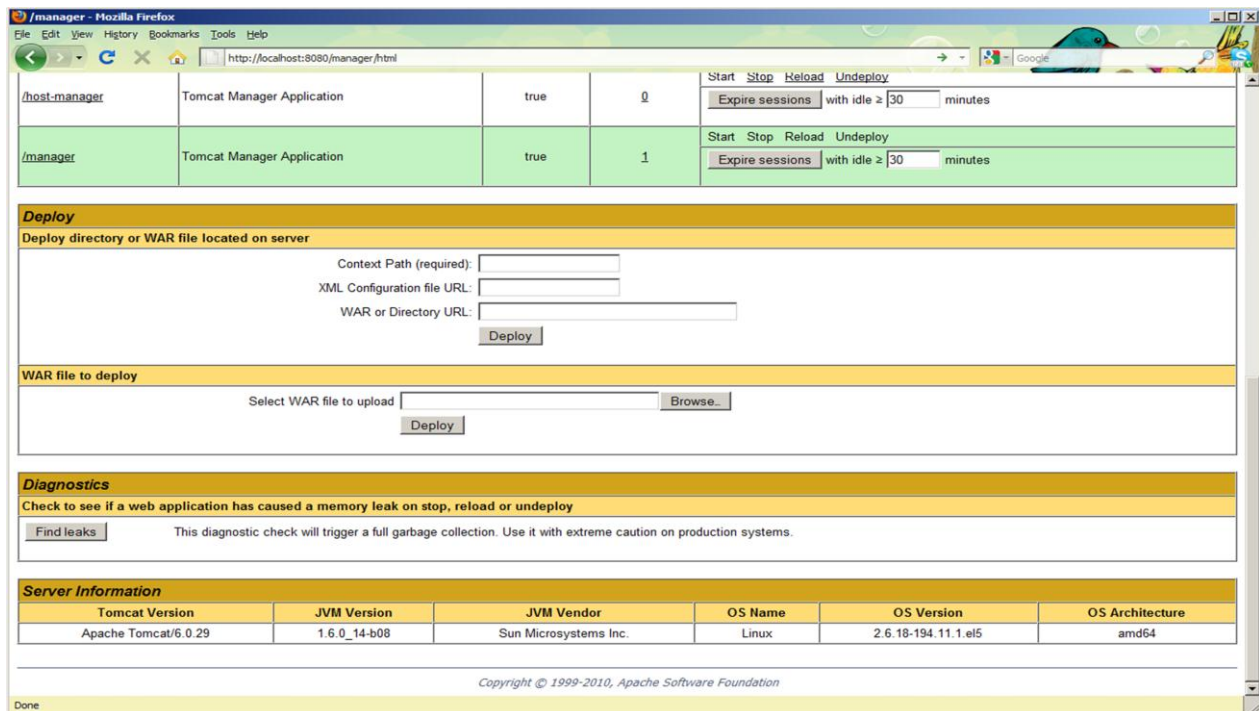 /manager - Mozilla Firefox
File Edit View History Bookmarks Tools Help
http://localhost:8080/manager/html
Google
/host-manager Tomcat Manager Application true 0 Start Stop Reload Undeploy
Expire sessions with idle ≥ 30 minutes
/manager Tomcat Manager Application true 1 Start Stop Reload Undeploy
Expire sessions with idle ≥ 30 minutes
Deploy
Deploy directory or WAR file located on server
Context Path (required):
XML Configuration file URL:
WAR or Directory URL:
Deploy
WAR file to deploy
Select WAR file to upload Browse..
Deploy
Diagnostics
Check to see if a web application has caused a memory leak on stop, reload or undeploy
Find leaks This diagnostic check will trigger a full garbage collection. Use it with extreme caution on production systems.
Server Information
Tomcat Version JVM Version JVM Vendor OS Name OS Version OS Architecture
Apache Tomcat/6.0.29 1.6.0_14-b08 Sun Microsystems Inc. Linux 2.6.18-194.11.1.el5 amd64
Copyright © 1999-2010, Apache Software Foundation
Done